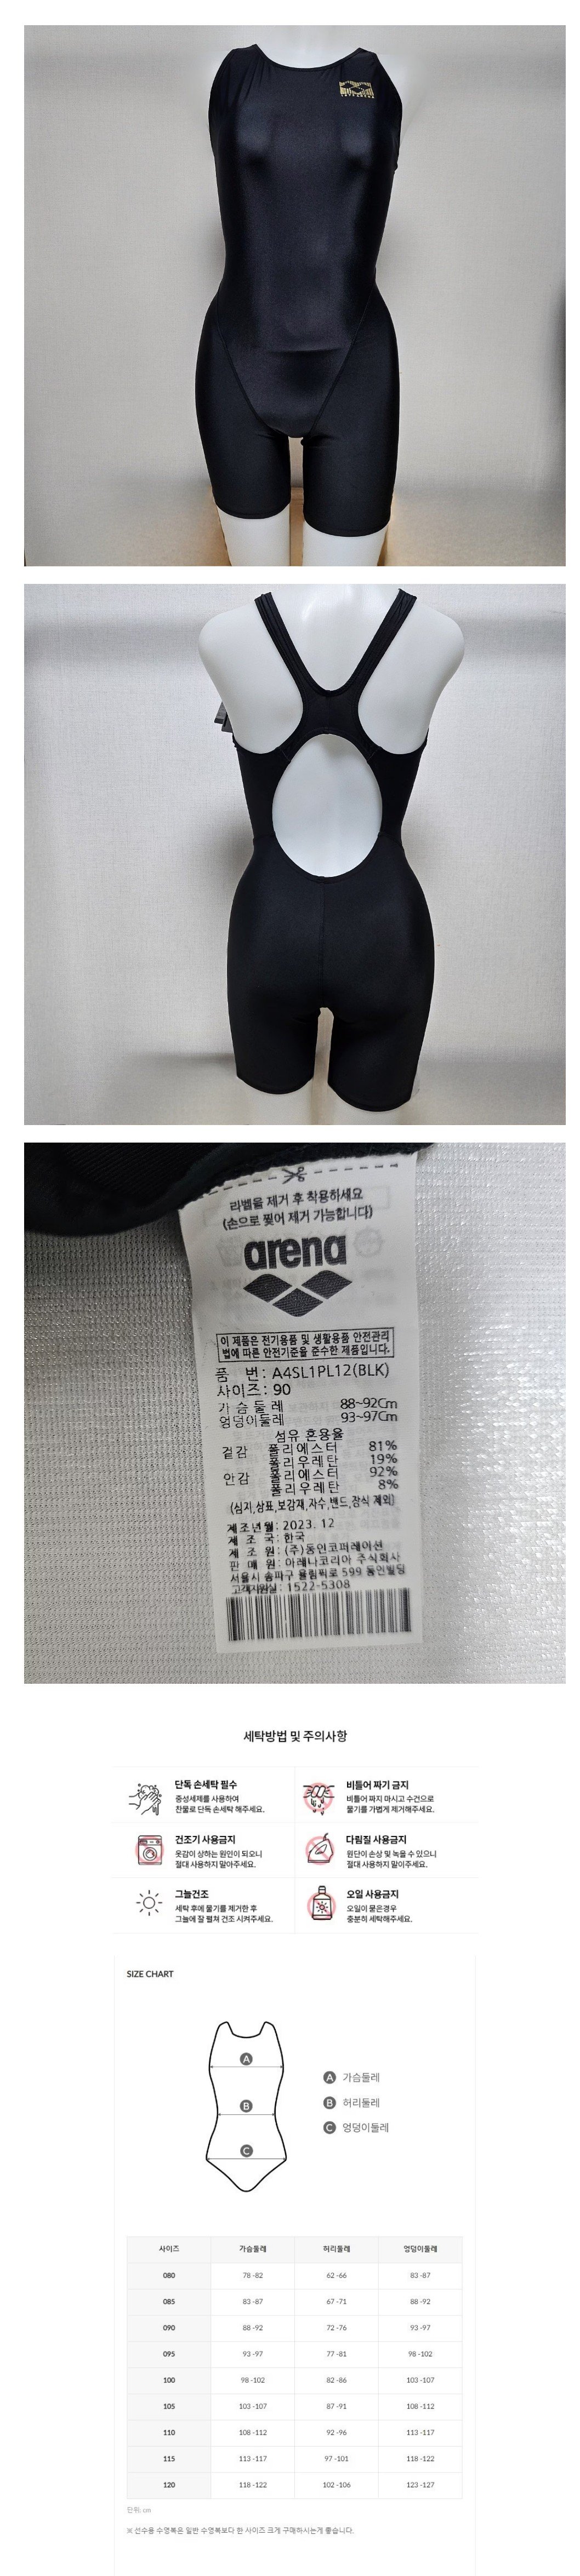 라벨을 제거 후 착용하세요
(손으로 찢어 제거 가능합니다)
arena
이 제품은 전기용품 및 생활용품 안전관리
법에 따른 안전기준을 준수한 제품입니다.
품 번: A4SL1PL12(BLK)
사이즈: 90
가슴둘레 88~92Cm
엉덩이둘레 93~97Cm
섬유 혼용율
겉감 폴리에스터 81%
폴리우레탄 19%
안감 폴리에스터 92%
폴리우레탄 8%
(심지,상표,보강재,자수,밴드,장식 제외)
제조년월: 2023. 12
제 조 국: 한국
제 조 원: (주)동인코퍼레이션
판 매 원: 아레나코리아 주식회사
서울시 송파구 올림픽로 599 동인빌딩
고객지원실: 1522-5308
세탁방법 및 주의사항
단독 손세탁 필수
중성세제를 사용하여
찬물로 단독 손세탁 해주세요.
비틀어 짜기 금지
비틀어 짜지 마시고 수건으로
물기를 가볍게 제거해주세요.
건조기 사용금지
옷감이 상하는 원인이 되오니
절대 사용하지 말아주세요.
다림질 사용금지
원단이 손상 및 녹을 수 있으니
절대 사용하지 말아주세요.
그늘건조
세탁 후에 물기를 제거한 후
그늘에 잘 펼쳐 건조 시켜주세요.
오일 사용금지
오일이 묻은경우
충분히 세탁해주세요.
SIZE CHART
A
B
C
A 가슴둘레
B 허리둘레
C 엉덩이둘레
사이즈 가슴둘레 허리둘레 엉덩이둘레
080 78 -82 62 -66 83 -87
085 83 -87 67 -71 88 -92
090 88 -92 72 -76 93 -97
095 93 -97 77 -81 98 -102
100 98 -102 82 -86 103 -107
105 103 -107 87 -91 108 -112
110 108 -112 92 -96 113 -117
115 113 -117 97 -101 118 -122
120 118 -122 102 -106 123 -127
단위: cm
※ 선수용 수영복은 일반 수영복보다 한 사이즈 크게 구매하시는게 좋습니다.